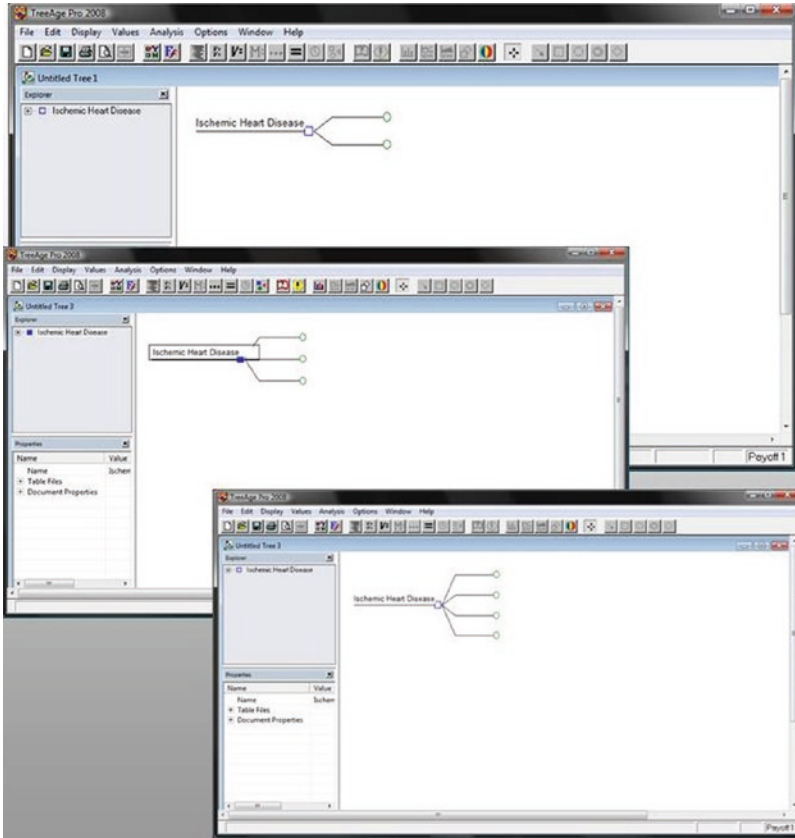 TreeAge Pro 2008
File Edit Display Values Analysis Options Window Help
Untitled Tree 1
Explorer
Ischemic Heart Disease
Ischemic Heart Disease
Payoff 1
TreeAge Pro 2008
File Edit Display Values Analysis Options Window Help
Untitled Tree 3
Explorer
Ischemic Heart Disease
Ischemic Heart Disease
Properties
Name Value
Name Ischem
Table Files
Document Properties
TreeAge Pro 2008
File Edit Display Values Analysis Options Window Help
Untitled Tree 3
Explorer
Ischemic Heart Disease
Ischemic Heart Disease
Properties
Name Value
Name Ischem
Table Files
Document Properties
Payoff 1